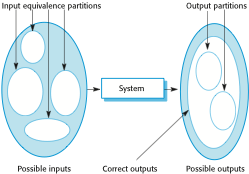 Input equivalence partitions
Output partitions
System
Possible inputs
Correct outputs
Possible outputs